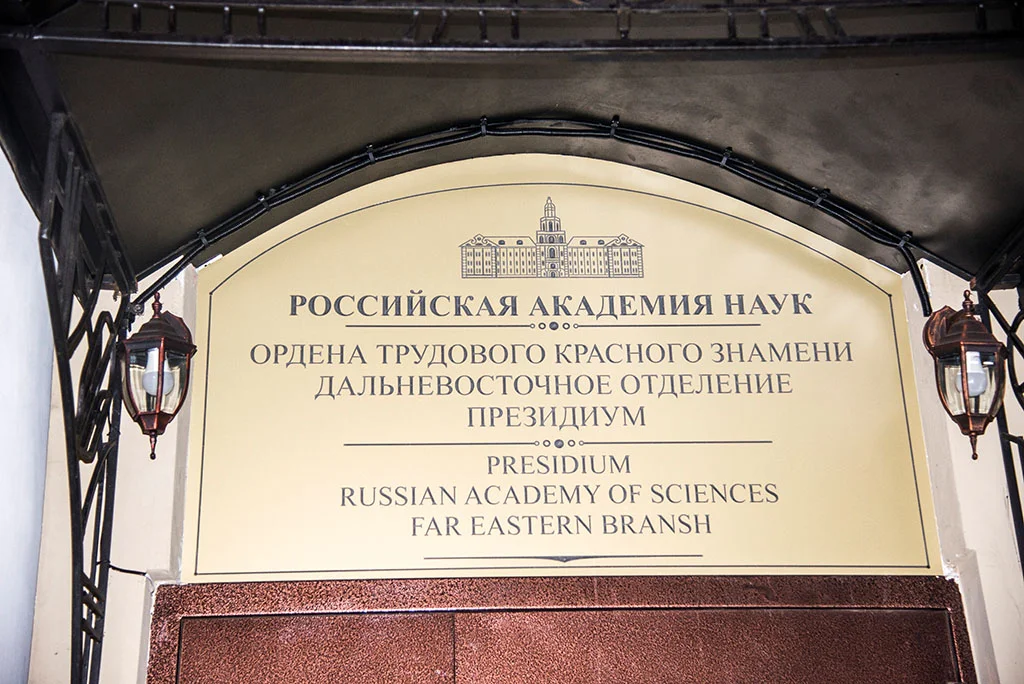 РОССИЙСКАЯ АКАДЕМИЯ НАУК
ОРДЕНА ТРУДОВОГО КРАСНОГО ЗНАМЕНИ
ДАЛЬНЕВОСТОЧНОЕ ОТДЕЛЕНИЕ
ПРЕЗИДИУМ
PRESIDIUM
RUSSIAN ACADEMY OF SCIENCES
FAR EASTERN BRANSH